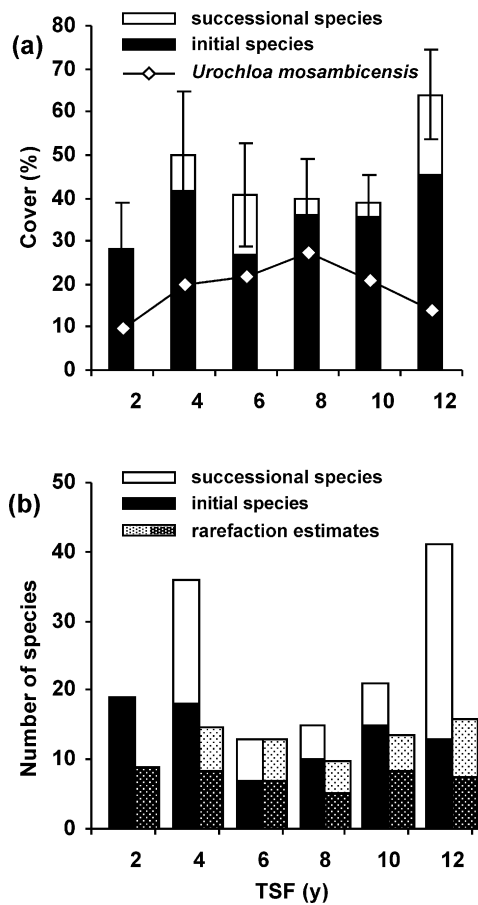 (a)
successional species
initial species
Urochloa mosambicensis
Cover (%)
80
70
60
50
40
30
20
10
0
2 4 6 8 10 12
(b)
successional species
initial species
rarefaction estimates
Number of species
50
40
30
20
10
0
2 4 6 8 10 12
TSF (y)